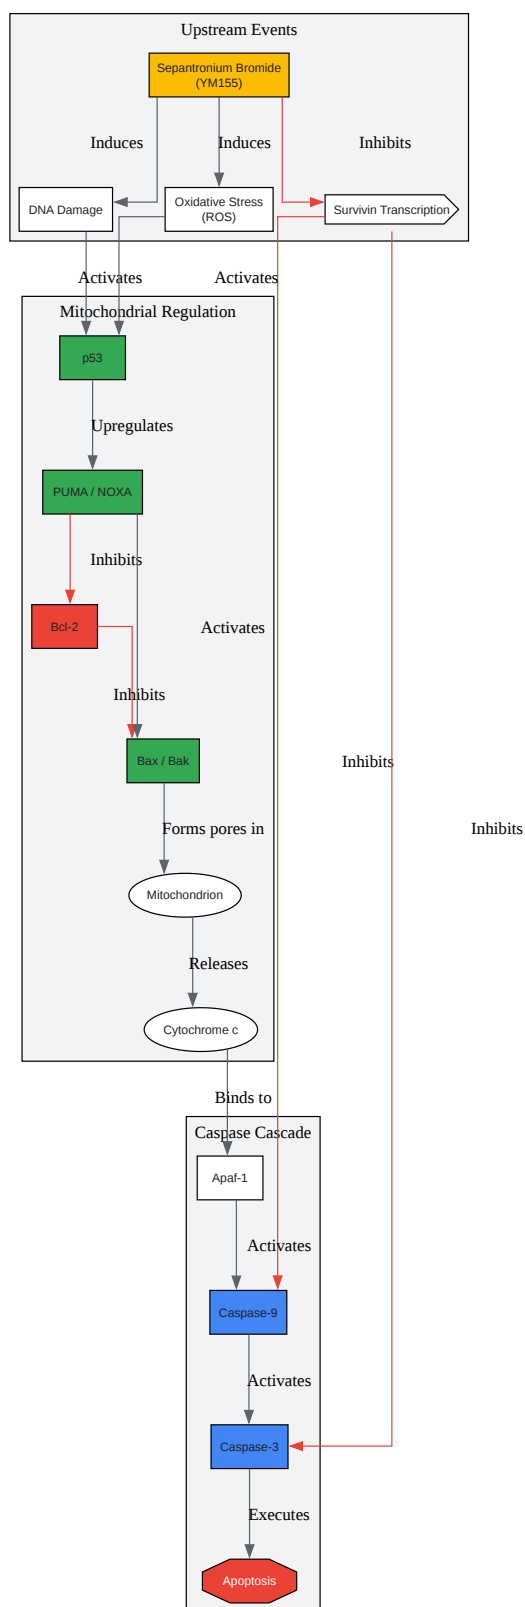 Upstream Events
Sepantronium Bromide
(YM155)
Induces
Induces
Inhibits
DNA Damage
Oxidative Stress
(ROS)
Survivin Transcription
Activates
Activates
Mitochondrial Regulation
p53
Upregulates
PUMA / NOXA
Inhibits
Bcl-2
Activates
Inhibits
Bax / Bak
Inhibits
Forms pores in
Inhibits
Mitochondrion
Releases
Cytochrome c
Binds to
Caspase Cascade
Apaf-1
Activates
Caspase-9
Activates
Caspase-3
Executes
Apoptosis